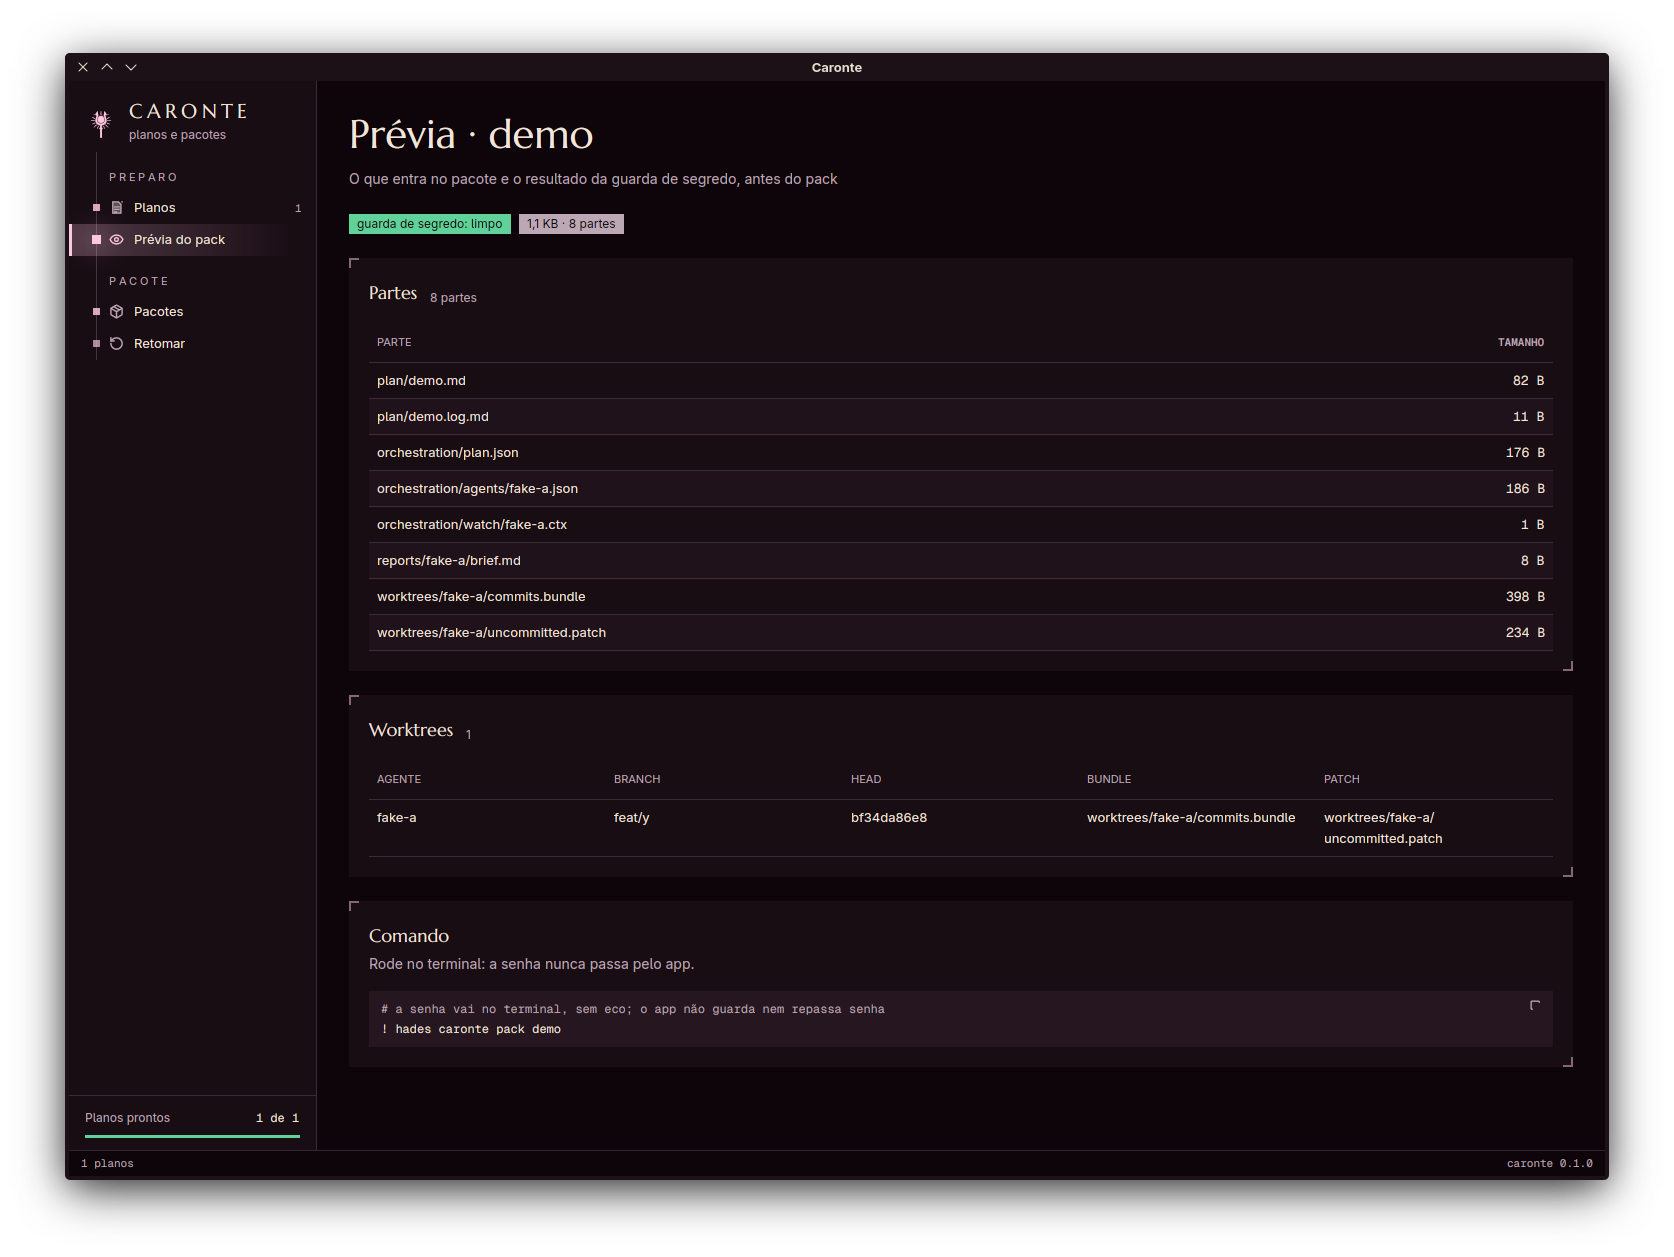 Caronte
CARONTE
planos e pacotes
PREPARO
Planos 1
Prévia do pack
PACOTE
Pacotes
Retomar
Planos prontos 1 de 1
Prévia · demo
O que entra no pacote e o resultado da guarda de segredo, antes do pack
guarda de segredo: limpo 1,1 KB · 8 partes
Partes 8 partes
PARTE TAMANHO
plan/demo.md 82 B
plan/demo.log.md 11 B
orchestration/plan.json 176 B
orchestration/agents/fake-a.json 186 B
orchestration/watch/fake-a.ctx 1 B
reports/fake-a/brief.md 8 B
worktrees/fake-a/commits.bundle 398 B
worktrees/fake-a/uncommitted.patch 234 B
Worktrees 1
AGENTE BRANCH HEAD BUNDLE PATCH
fake-a feat/y bf34da86e8 worktrees/fake-a/commits.bundle worktrees/fake-a/
uncommitted.patch
Comando
Rode no terminal: a senha nunca passa pelo app.
# a senha vai no terminal, sem eco; o app não guarda nem repassa senha
! hades caronte pack demo
1 planos caronte 0.1.0